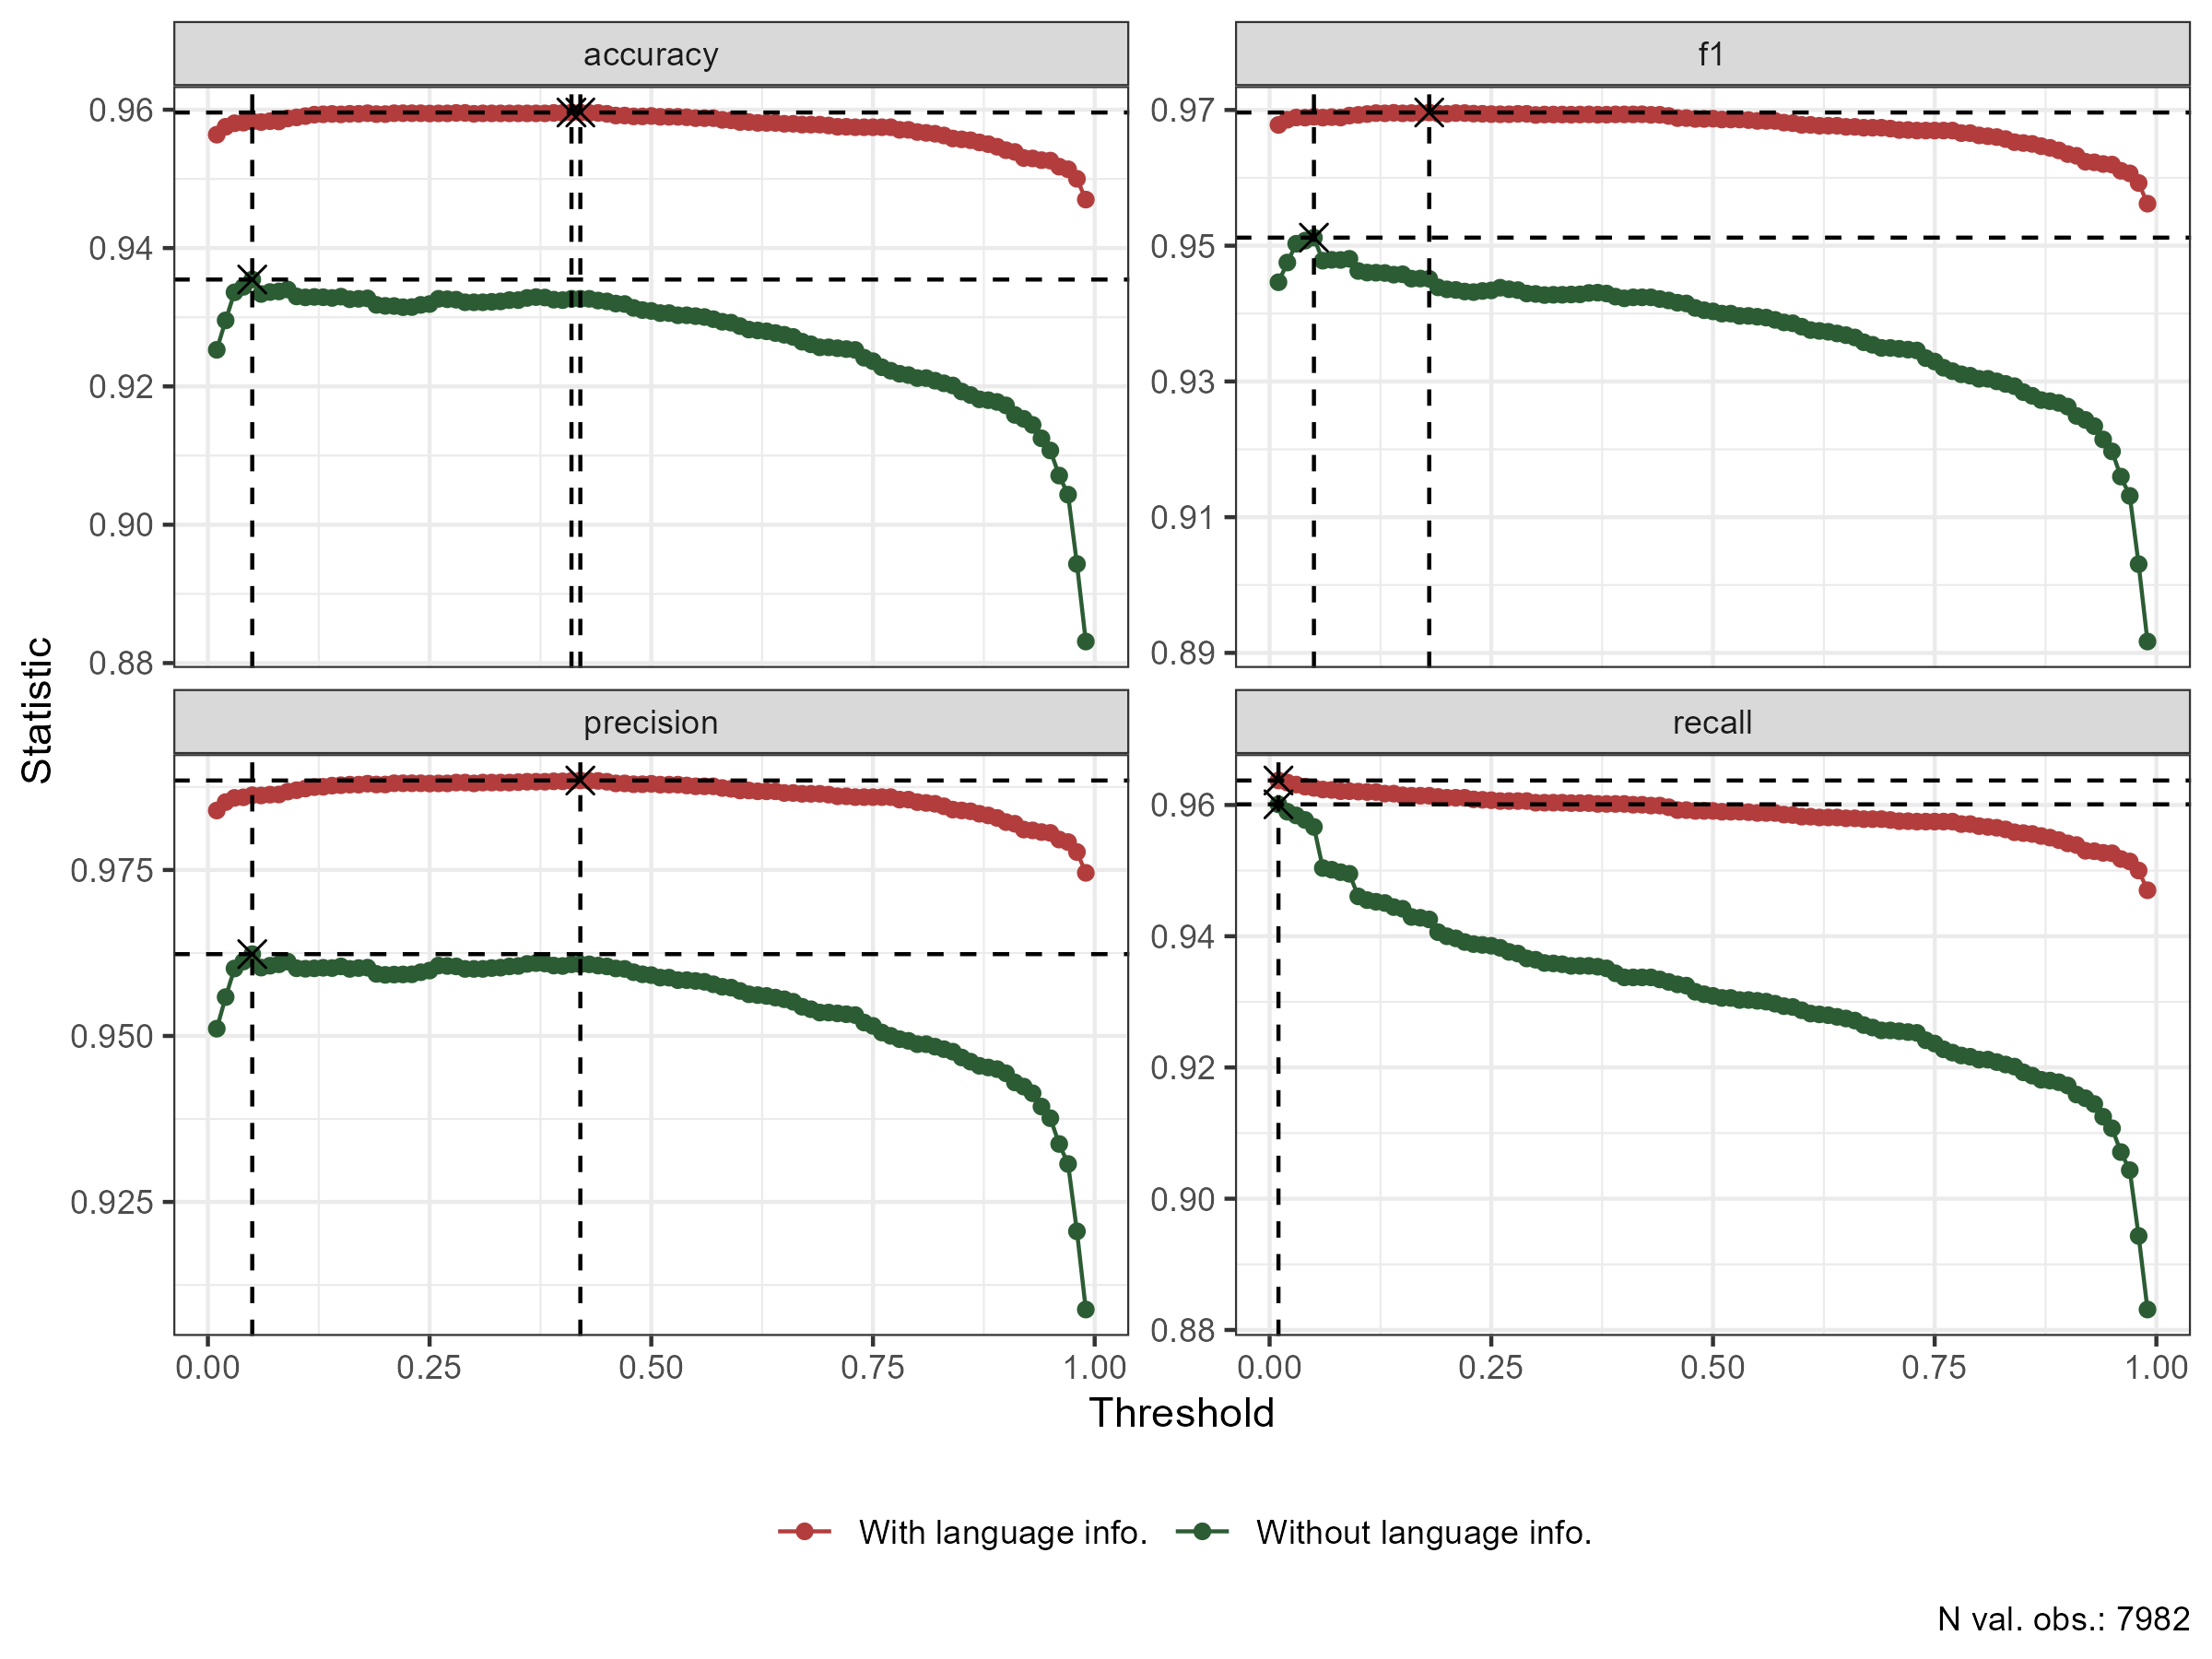 accuracy
f1
0.96
0.94
0.92
0.90
0.88
0.97
0.95
0.93
0.91
0.89
precision
recall
0.975
0.950
0.925
0.96
0.94
0.92
0.90
0.88
0.00 0.25 0.50 0.75 1.00
0.00 0.25 0.50 0.75 1.00
Statistic
Threshold
With language info. Without language info.
N val. obs.: 7982